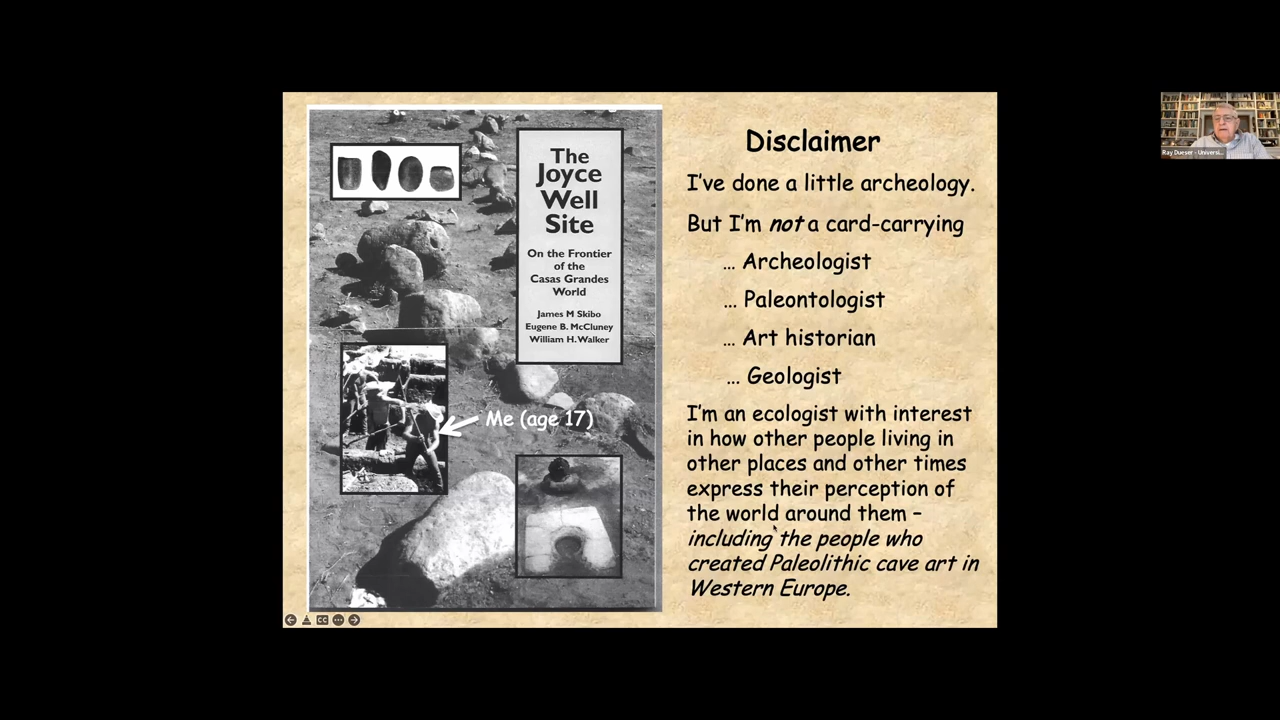 The
Joyce
Well
Site
On the Frontier
of the
Casas Grandes
World
James M Skibo
Eugene B. McCluney
William H. Walker
Me (age 17)
Disclaimer
I've done a little archeology.
But I'm not a card-carrying
... Archeologist
... Paleontologist
... Art historian
... Geologist
I'm an ecologist with interest
in how other people living in
other places and other times
express their perception of
the world around them –
including the people who
created Paleolithic cave art in
Western Europe.
CC
Ray Dueser - Universi...